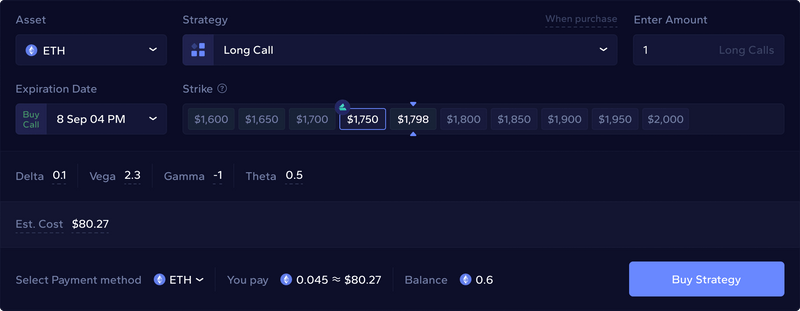 Asset
Strategy
When purchase
Enter Amount
ETH
Long Call
1 Long Calls
Expiration Date
Strike ?
Buy
Call
8 Sep 04 PM
$1,600 $1,650 $1,700 $1,750 $1,798 $1,800 $1,850 $1,900 $1,950 $2,000
Delta 0.1 Vega 2.3 Gamma -1 Theta 0.5
Est. Cost $80.27
Select Payment method ETH You pay 0.045 ≈ $80.27 Balance 0.6
Buy Strategy